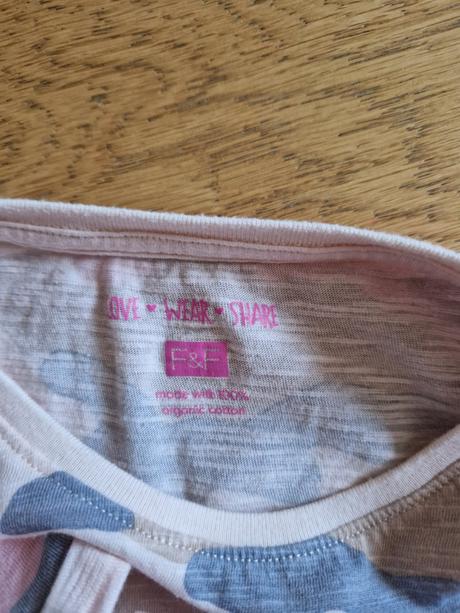 LOVE ♥ WEAR ♥ SHARE
F&F
made with 100%
organic cotton